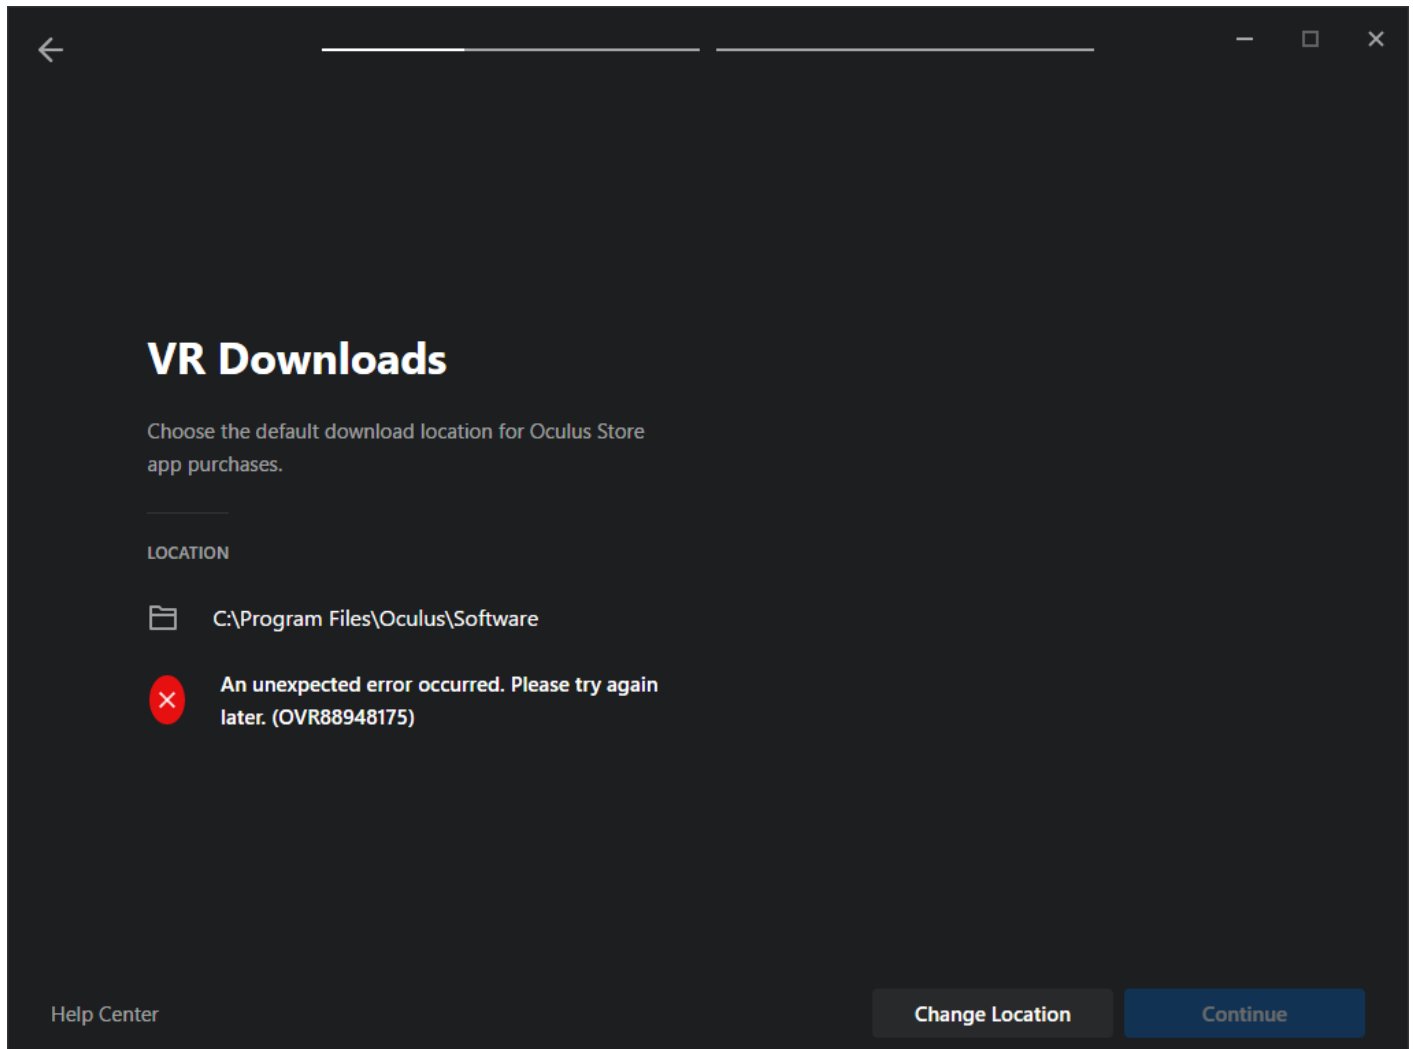 VR Downloads
Choose the default download location for Oculus Store
app purchases.
LOCATION
C:\Program Files\Oculus\Software
An unexpected error occurred. Please try again
later. (OVR88948175)
Help Center
Change Location
Continue